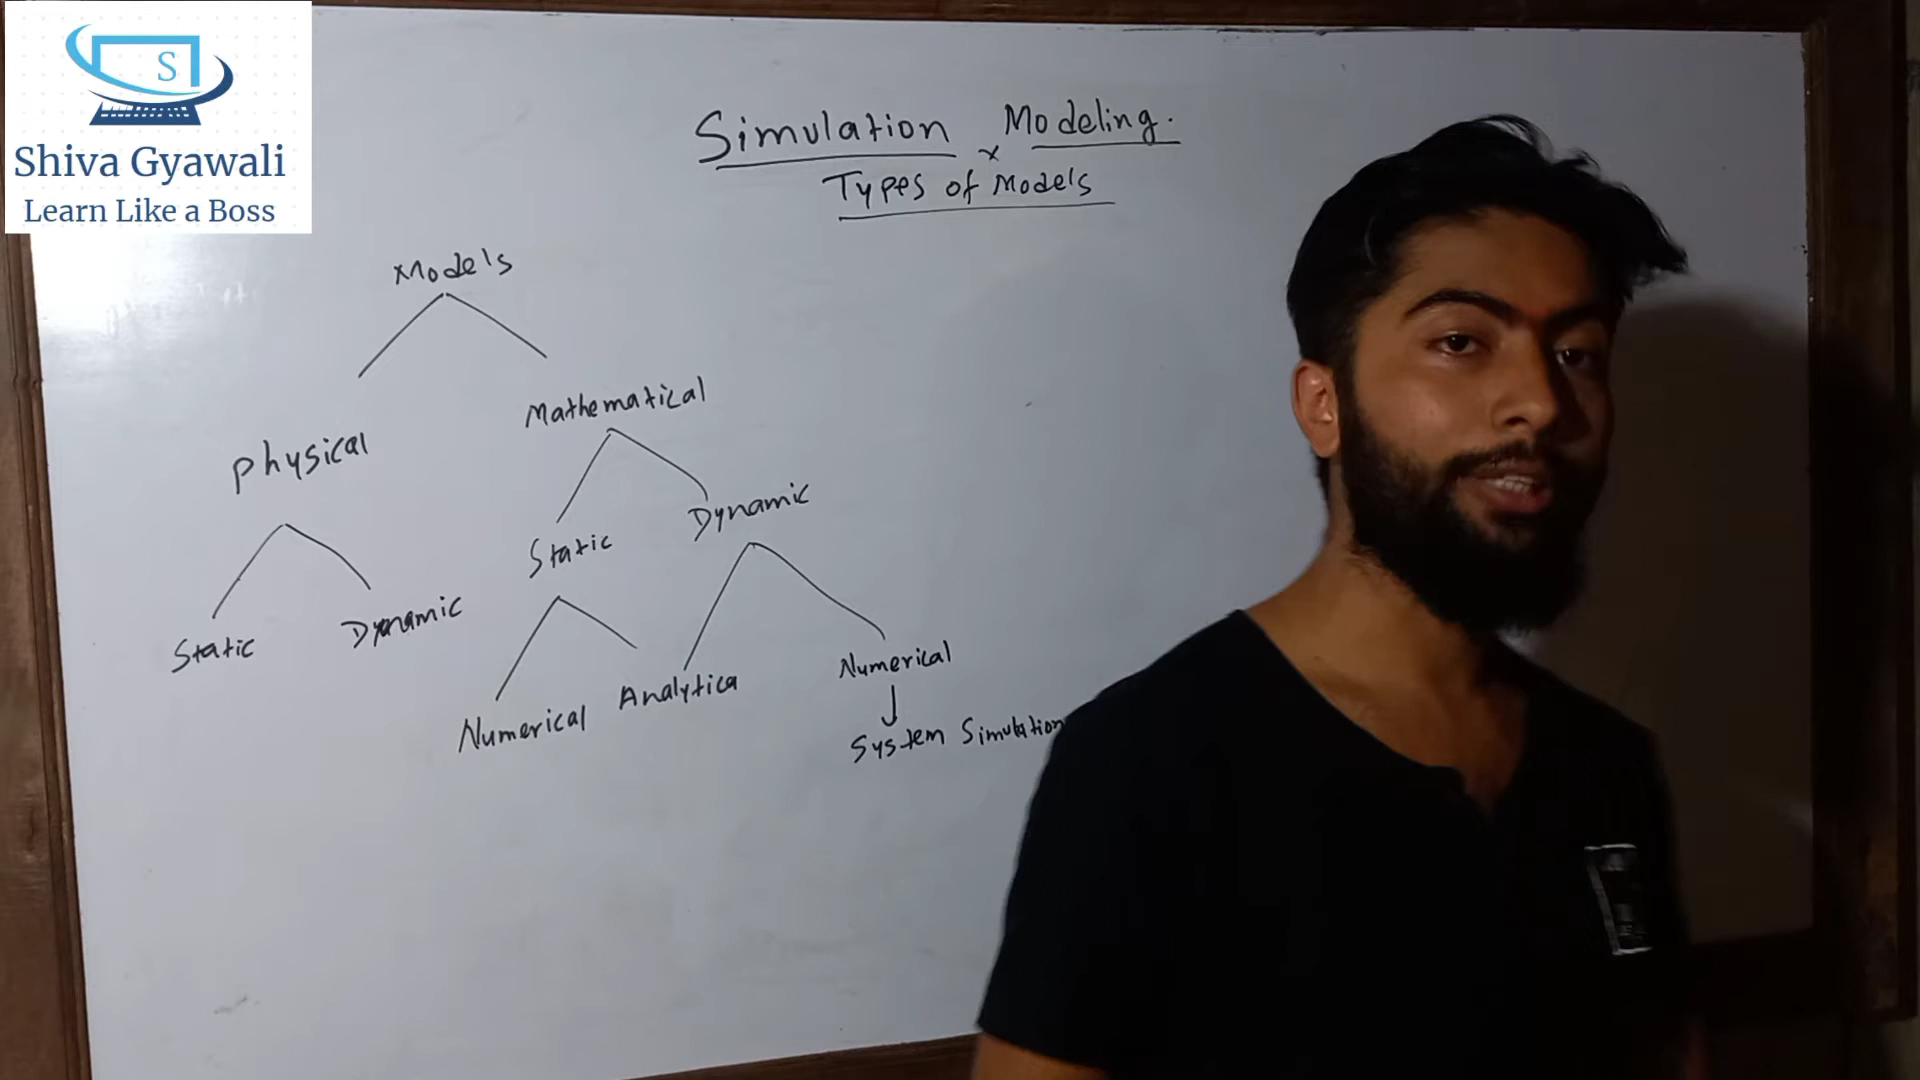 S
Shiva Gyawali
Learn Like a Boss
Simulation x Modeling.
Types of Models
Models
Physical
Mathematical
Static
Dynamic
Static
Dynamic
Numerical
Analytica
Numerical
System Simulation